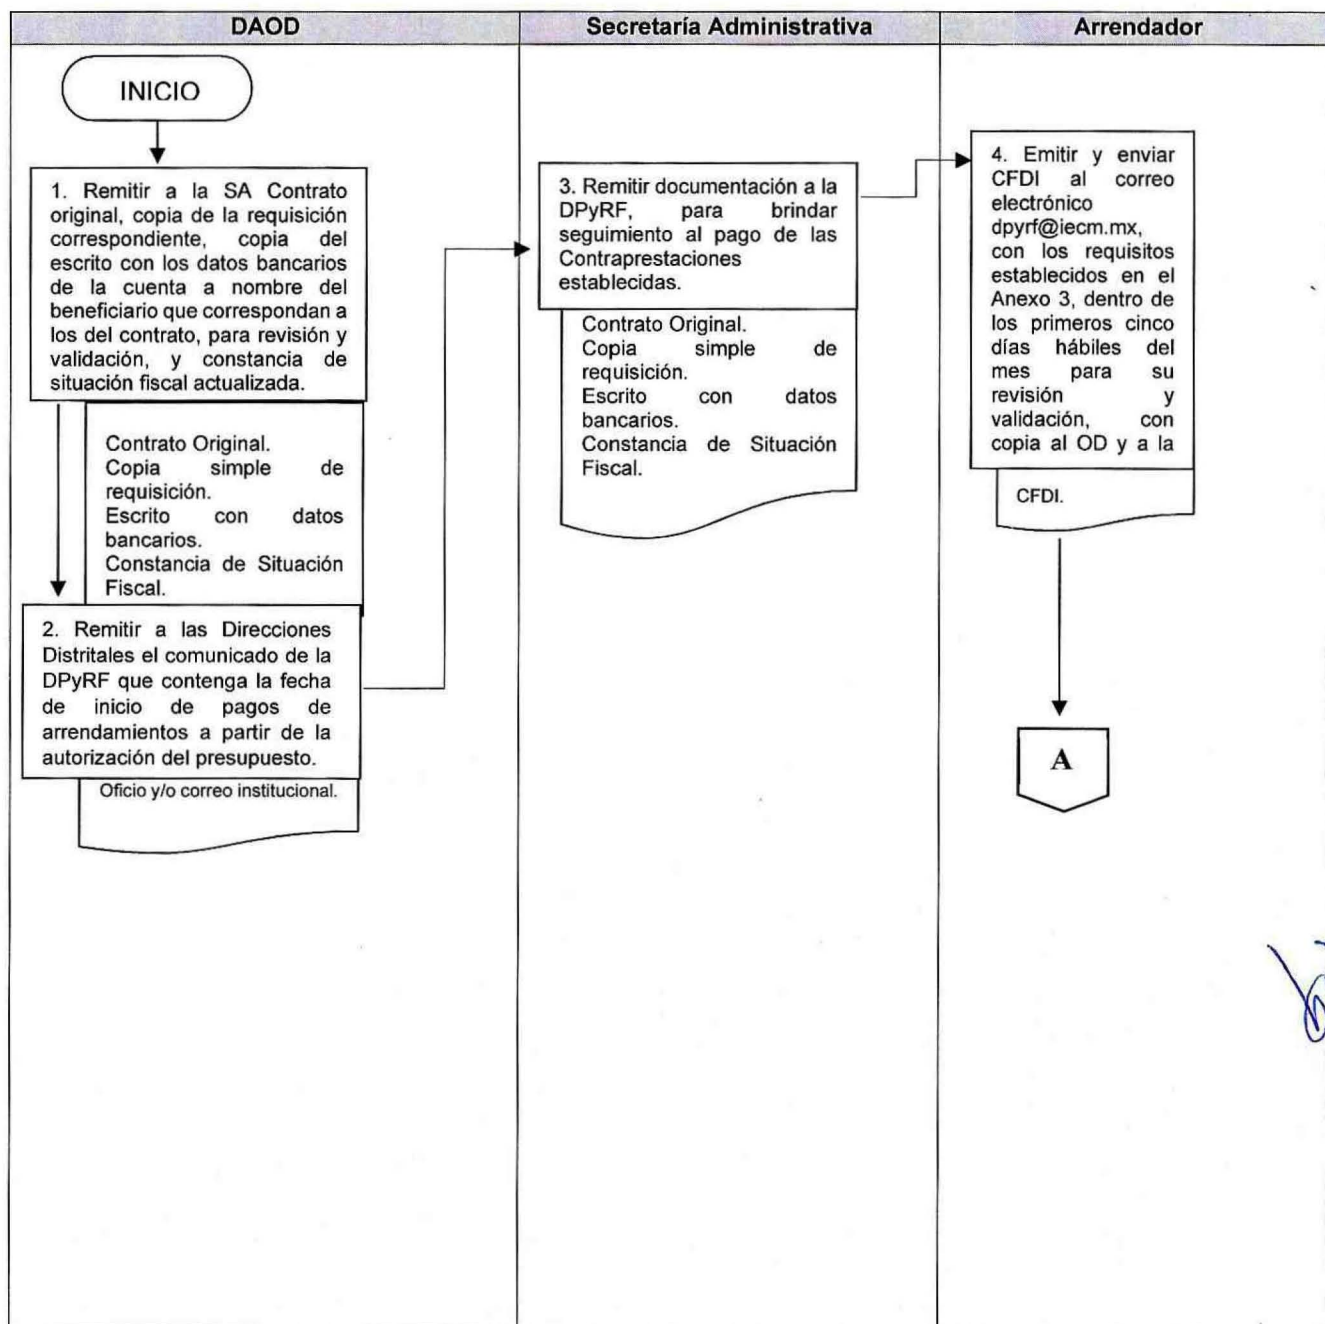 DAOD
Secretaría Administrativa
Arrendador
INICIO
1. Remitir a la SA Contrato
original, copia de la requisición
correspondiente, copia del
escrito con los datos bancarios
de la cuenta a nombre del
beneficiario que correspondan a
los del contrato, para revisión y
validación, y constancia de
situación fiscal actualizada.
Contrato Original.
Copia simple de
requisición.
Escrito con datos
bancarios.
Constancia de Situación
Fiscal.
2. Remitir a las Direcciones
Distritales el comunicado de la
DPyRF que contenga la fecha
de inicio de pagos de
arrendamientos a partir de la
autorización del presupuesto.
Oficio y/o correo institucional.
3. Remitir documentación a la
DPyRF, para brindar
seguimiento al pago de las
Contraprestaciones
establecidas.
Contrato Original.
Copia simple de
requisición.
Escrito con datos
bancarios.
Constancia de Situación
Fiscal.
4. Emitir y enviar
CFDI al correo
electrónico
dpyrf@iecm.mx,
con los requisitos
establecidos en el
Anexo 3, dentro de
los primeros cinco
días hábiles del
mes para su
revisión y
validación, con
copia al OD y a la
CFDI.
A